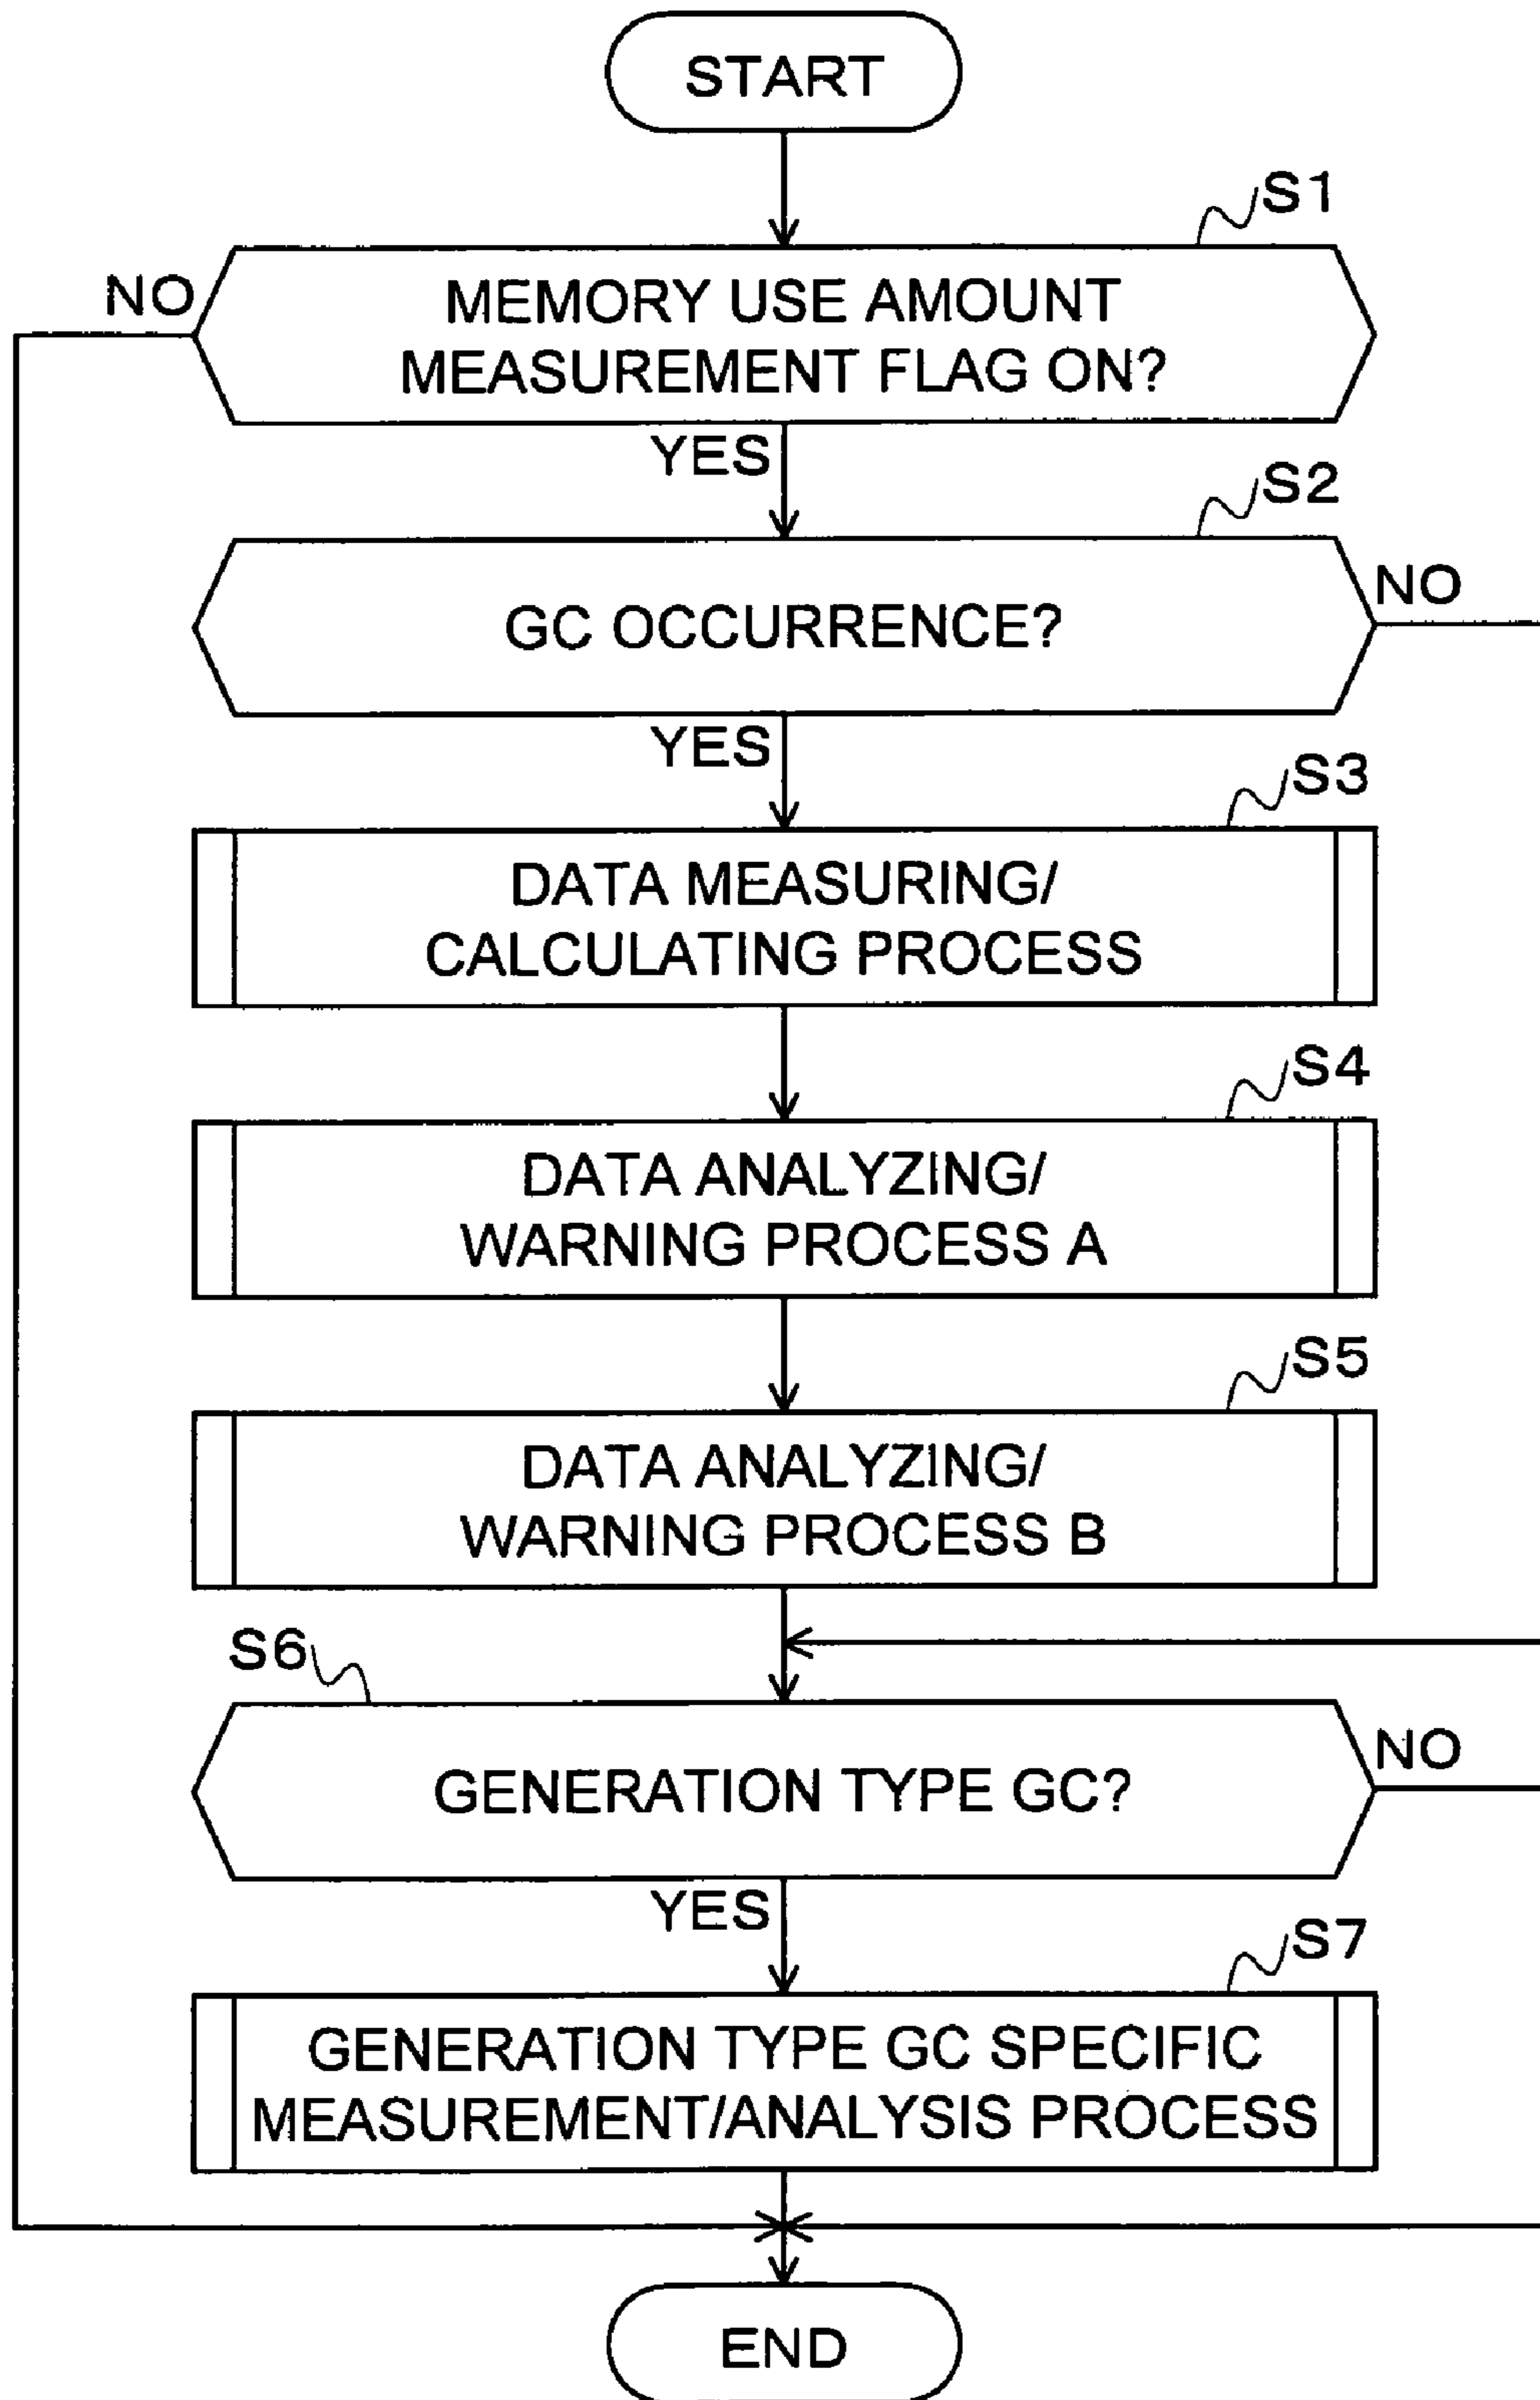 START
S1
NO
MEMORY USE AMOUNT
MEASUREMENT FLAG ON?
YES
S2
NO
GC OCCURRENCE?
YES
S3
DATA MEASURING/
CALCULATING PROCESS
S4
DATA ANALYZING/
WARNING PROCESS A
S5
DATA ANALYZING/
WARNING PROCESS B
S6
NO
GENERATION TYPE GC?
YES
S7
GENERATION TYPE GC SPECIFIC
MEASUREMENT/ANALYSIS PROCESS
END